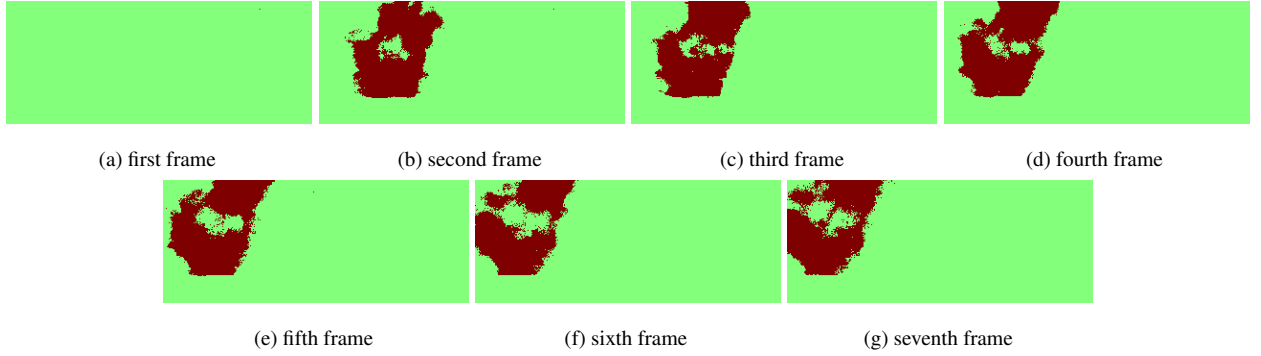 (a) first frame
(b) second frame
(c) third frame
(d) fourth frame
(e) fifth frame
(f) sixth frame
(g) seventh frame